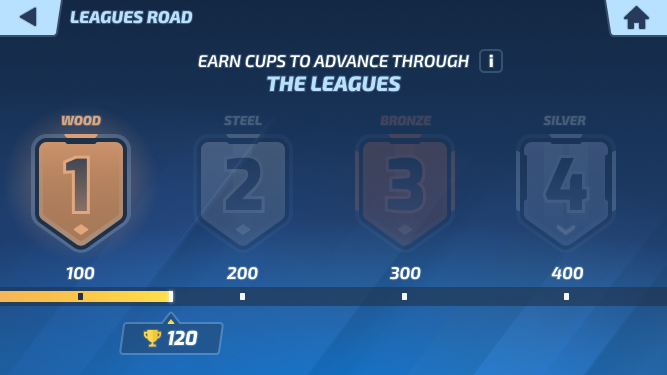 LEAGUES ROAD
EARN CUPS TO ADVANCE THROUGH i
THE LEAGUES
WOOD STEEL BRONZE SILVER
1 2 3 4
100 200 300 400
120